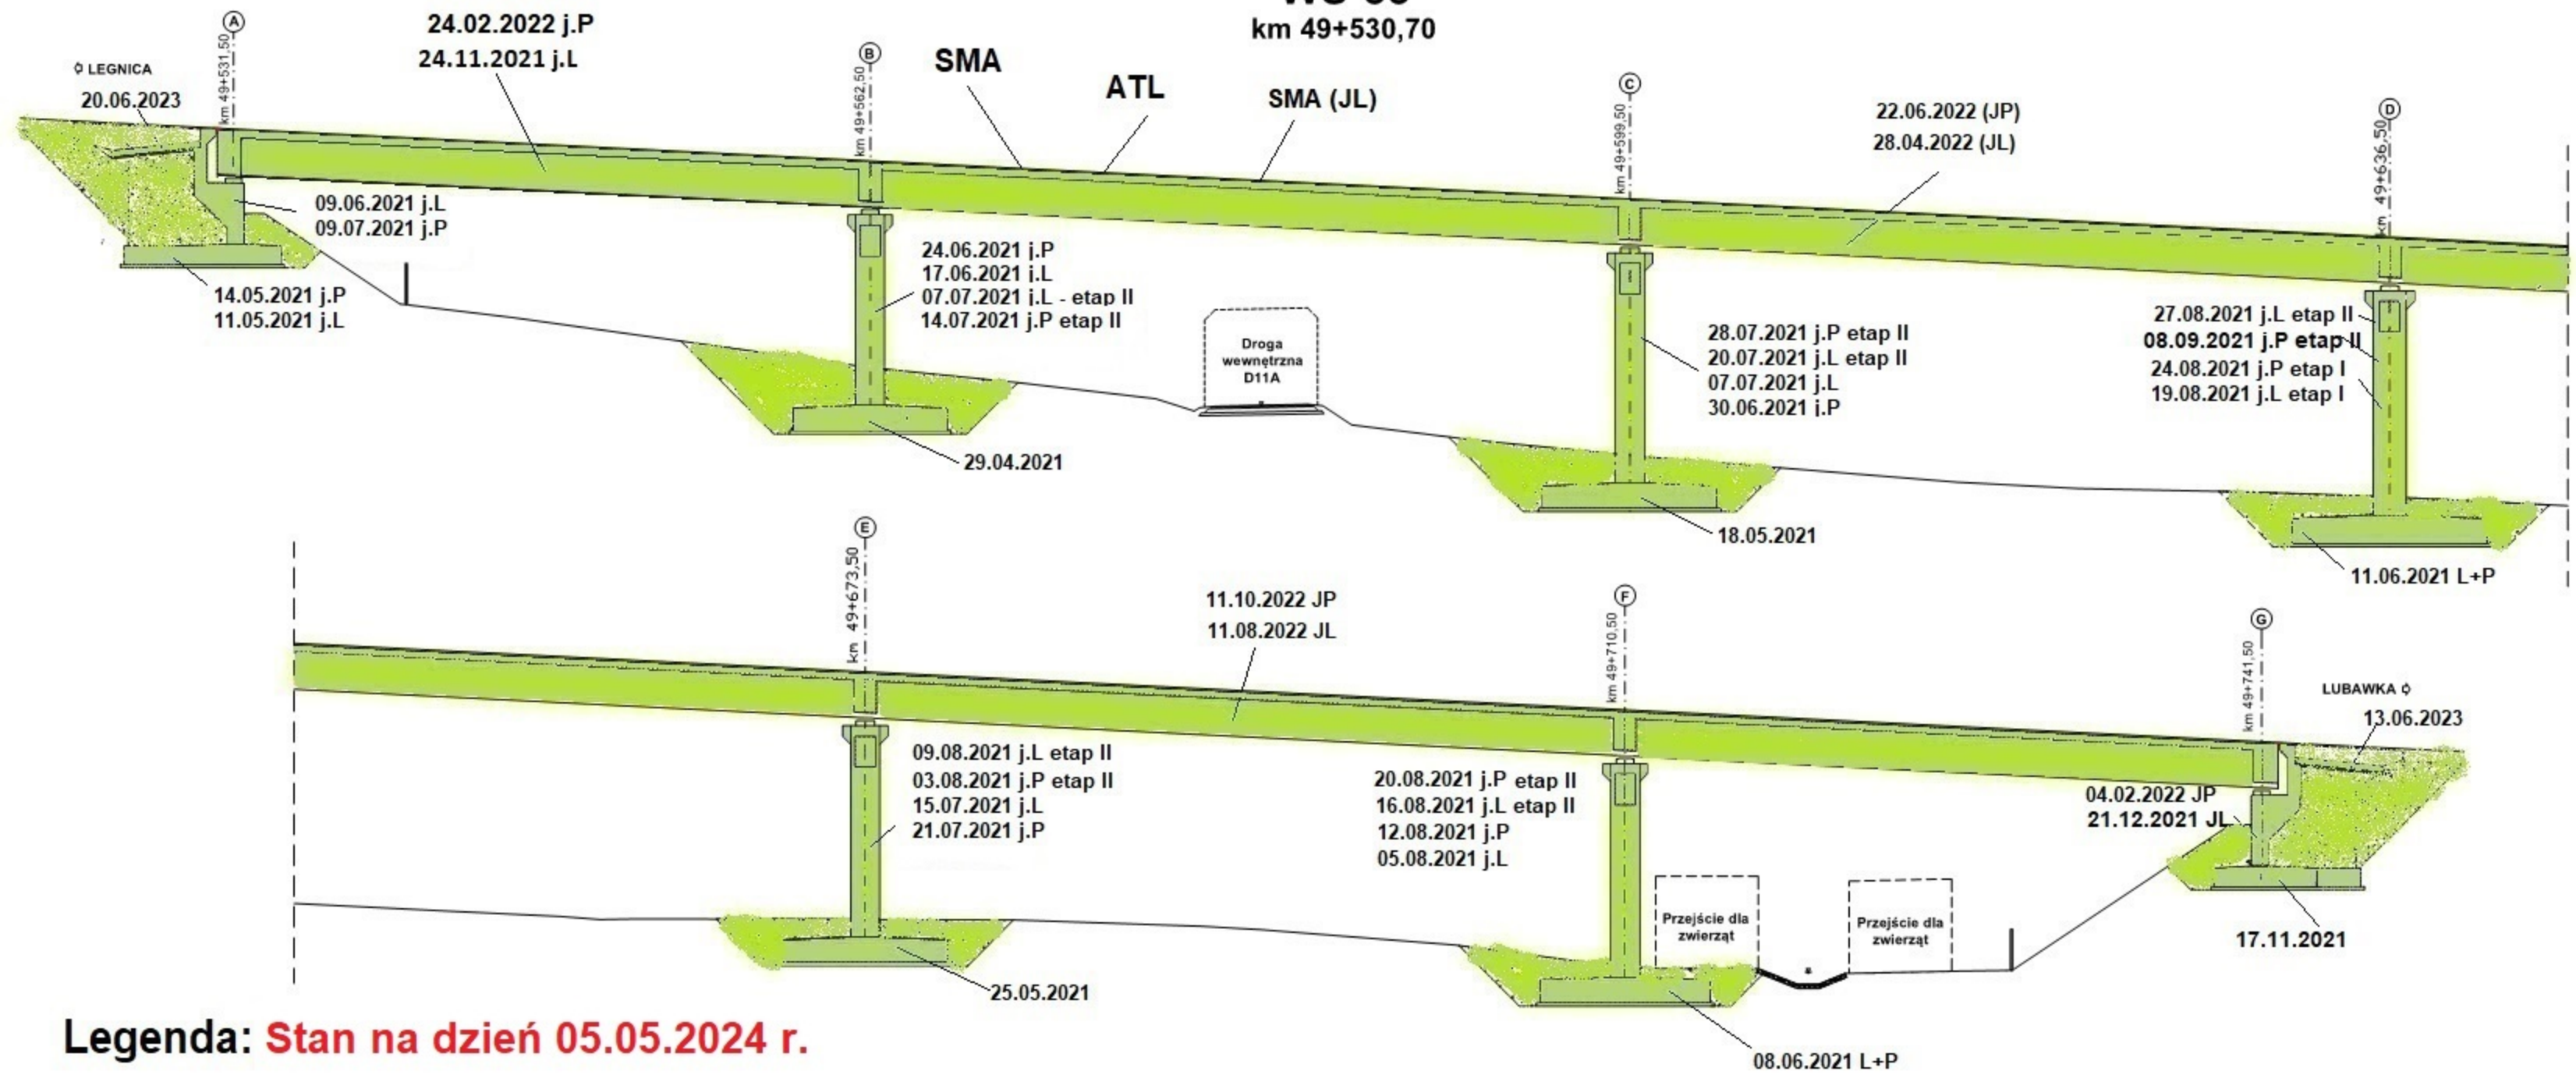 km 49+530,70
A
km 49+531,50
24.02.2022 j.P
24.11.2021 j.L
LEGNICA
20.06.2023
B
km 49+562,50
SMA
ATL
SMA (JL)
C
km 49+599,50
22.06.2022 (JP)
28.04.2022 (JL)
D
km 49+636,50
09.06.2021 j.L
09.07.2021 j.P
14.05.2021 j.P
11.05.2021 j.L
24.06.2021 j.P
17.06.2021 j.L
07.07.2021 j.L - etap II
14.07.2021 j.P etap II
29.04.2021
Droga
wewnętrzna
D11A
28.07.2021 j.P etap II
20.07.2021 j.L etap II
07.07.2021 j.L
30.06.2021 j.P
18.05.2021
27.08.2021 j.L etap II
08.09.2021 j.P etap II
24.08.2021 j.P etap I
19.08.2021 j.L etap I
11.06.2021 L+P
E
km 49+673,50
11.10.2022 JP
11.08.2022 JL
F
km 49+710,50
G
km 49+741,50
LUBAWKA
13.06.2023
09.08.2021 j.L etap II
03.08.2021 j.P etap II
15.07.2021 j.L
21.07.2021 j.P
25.05.2021
20.08.2021 j.P etap II
16.08.2021 j.L etap II
12.08.2021 j.P
05.08.2021 j.L
Przejście dla
zwierząt
Przejście dla
zwierząt
04.02.2022 JP
21.12.2021 JL
17.11.2021
08.06.2021 L+P
Legenda: Stan na dzień 05.05.2024 r.